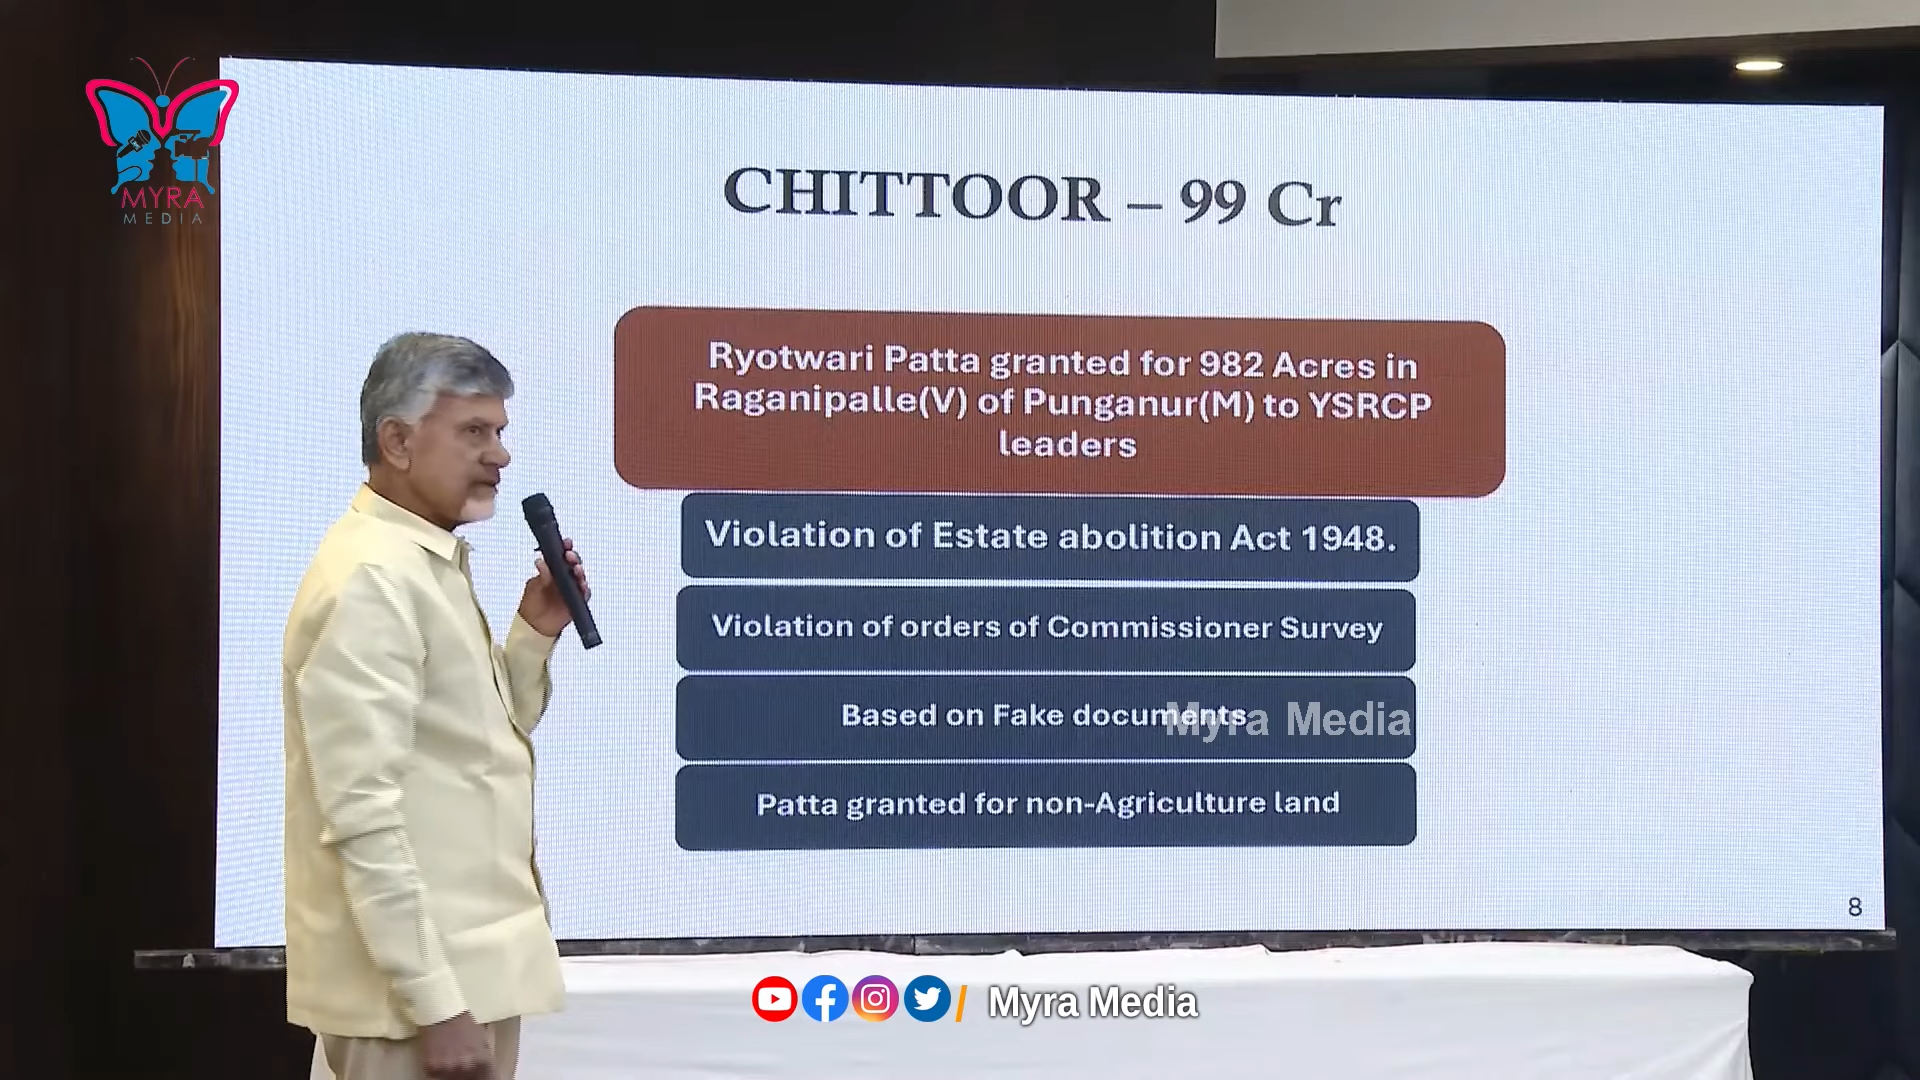 MYRA
MEDIA
CHITTOOR – 99 Cr
Ryotwari Patta granted for 982 Acres in
Raganipalle(V) of Punganur(M) to YSRCP
leaders
Violation of Estate abolition Act 1948.
Violation of orders of Commissioner Survey
Based on Fake documents
Myra Media
Patta granted for non-Agriculture land
8
/ Myra Media